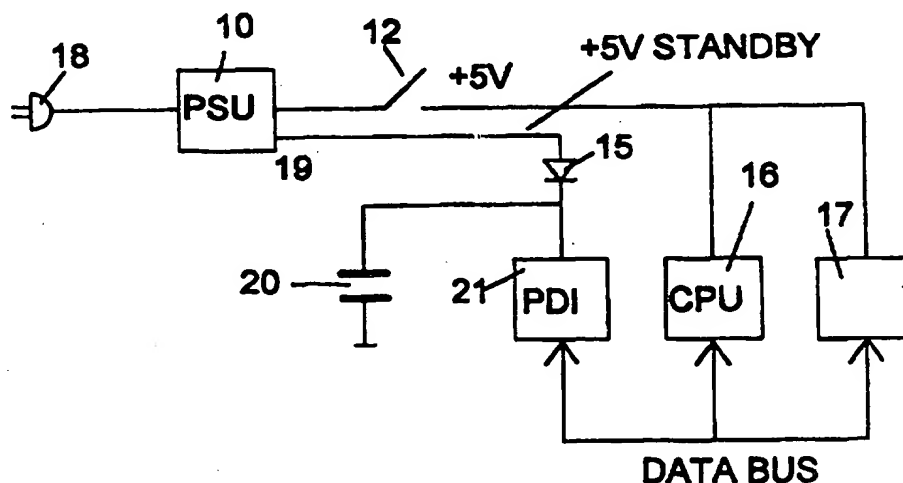 18
10
12
+5V
+5V STANDBY
PSU
19
15
16
17
20
21
PDI
CPU
DATA BUS